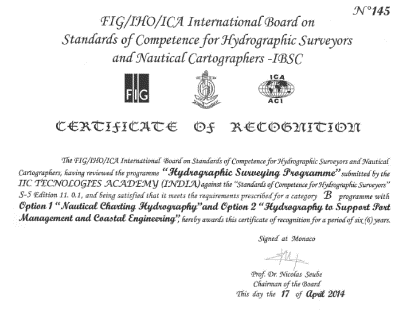 N°145
FIG/IHO/ICA International Board on
Standards of Competence for Hydrographic Surveyors
and Nautical Cartographers -IBSC
FIG
ICA
ACI
CERTIFICATE OF RECOGNITION
The FIG/IHO/ICA International Board on Standards of Competence for Hydrographic Surveyors and Nautical
Cartographers, having reviewed the programme "Hydrographic Surveying Programme" submitted by the
IIC TECNOLOGIES ACADEMY (INDIA) against the "Standards of Competence for Hydrographic Surveyors"
S-5 Edition 11. 0.1, and being satisfied that it meets the requirements prescribed for a category B programme with
Option 1 "Nautical Charting Hydrography" and Option 2 "Hydrography to Support Port
Management and Coastal Engineering", hereby awards this certificate of recognition for a period of six (6) years.
Signed at Monaco
Prof. Dr. Nicolas Seube
Chairman of the Board
This day the 17 of April 2014